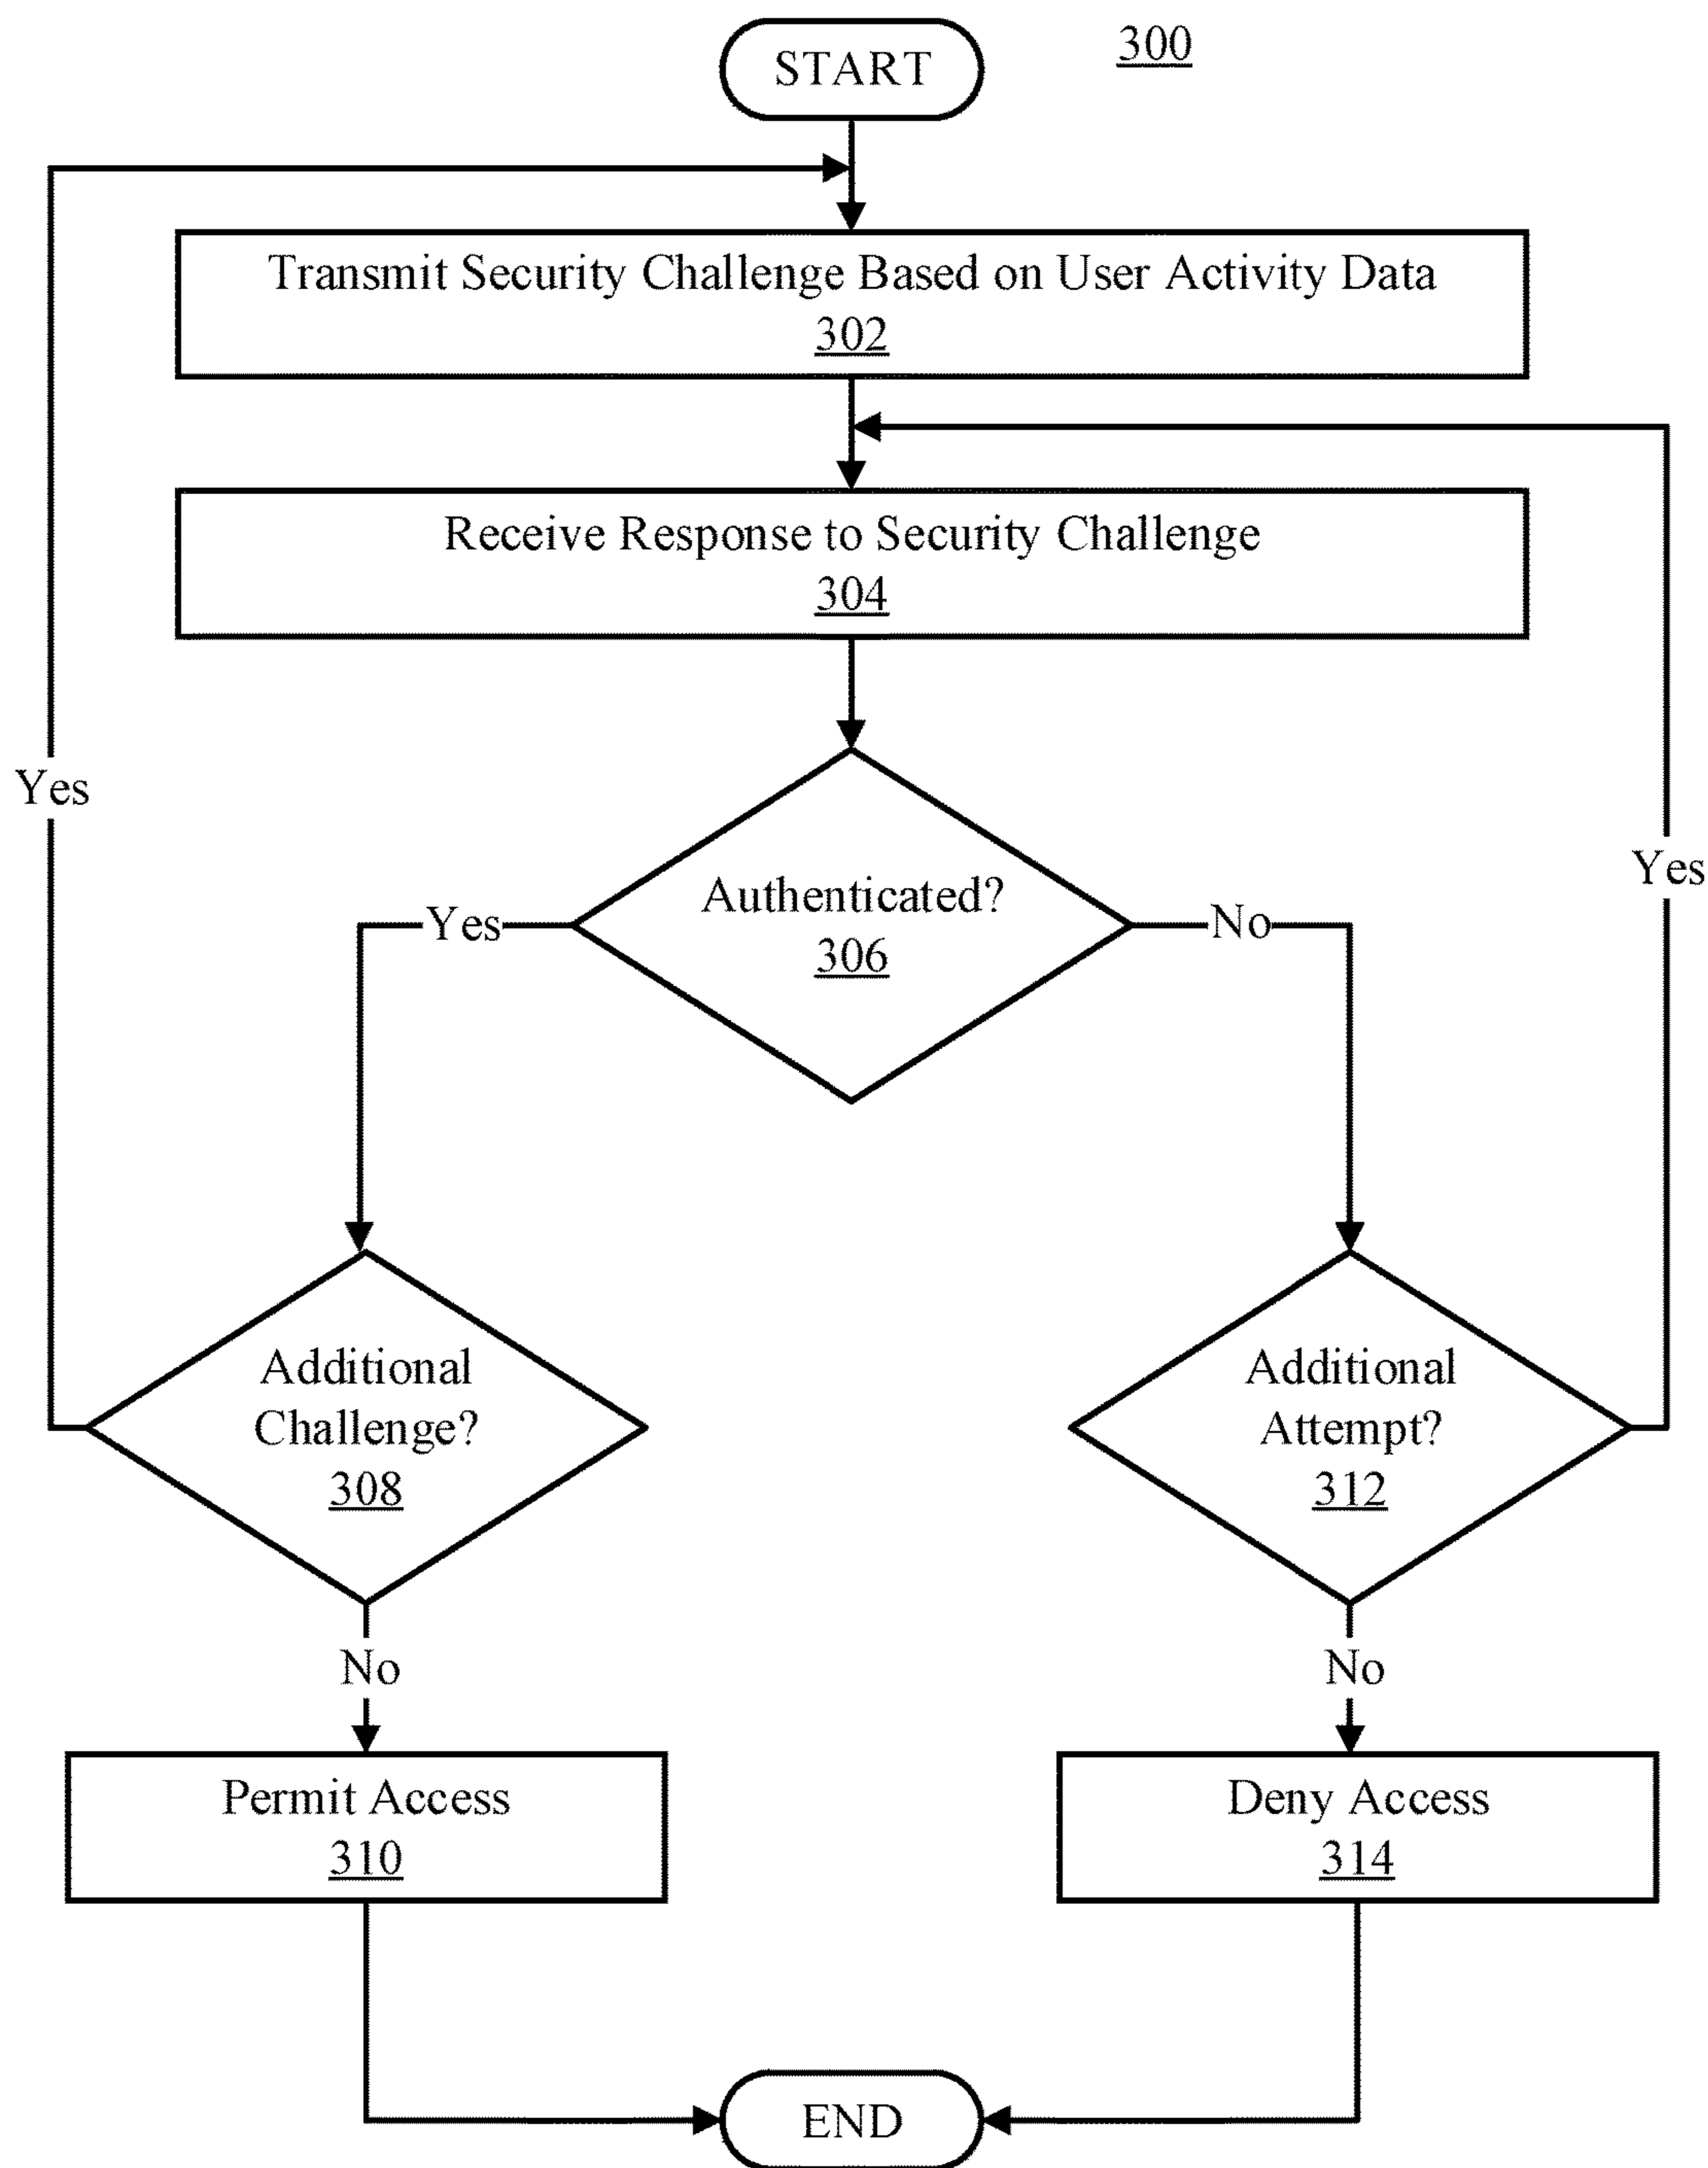 START
300
Transmit Security Challenge Based on User Activity Data
302
Receive Response to Security Challenge
304
Yes
Authenticated?
306
Yes
No
Yes
Additional
Challenge?
308
Additional
Attempt?
312
No
No
Permit Access
310
Deny Access
314
END